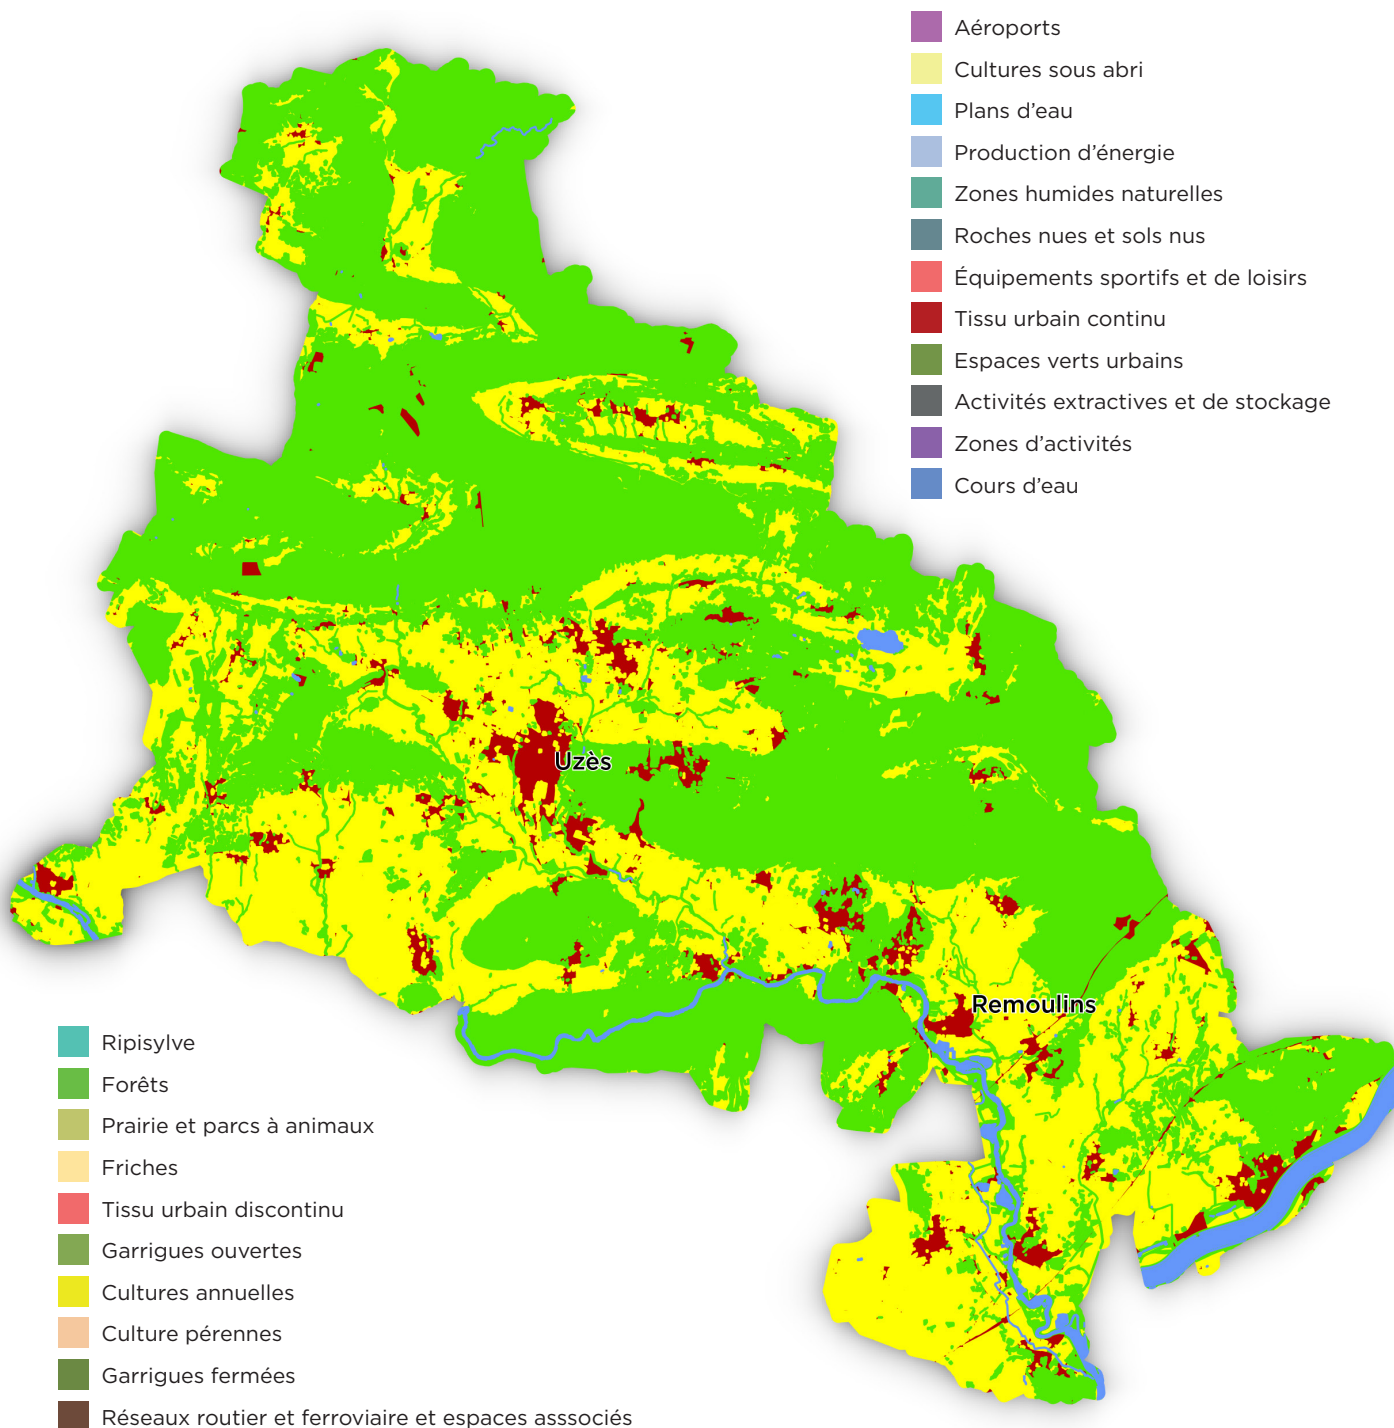 Aéroports
Cultures sous abri
Plans d’eau
Production d’énergie
Zones humides naturelles
Roches nues et sols nus
Équipements sportifs et de loisirs
Tissu urbain continu
Espaces verts urbains
Activités extractives et de stockage
Zones d’activités
Cours d’eau
Uzès
Remoulins
Ripisylve
Forêts
Prairie et parcs à animaux
Friches
Tissu urbain discontinu
Garrigues ouvertes
Cultures annuelles
Culture pérennes
Garrigues fermées
Réseaux routier et ferroviaire et espaces asssociés